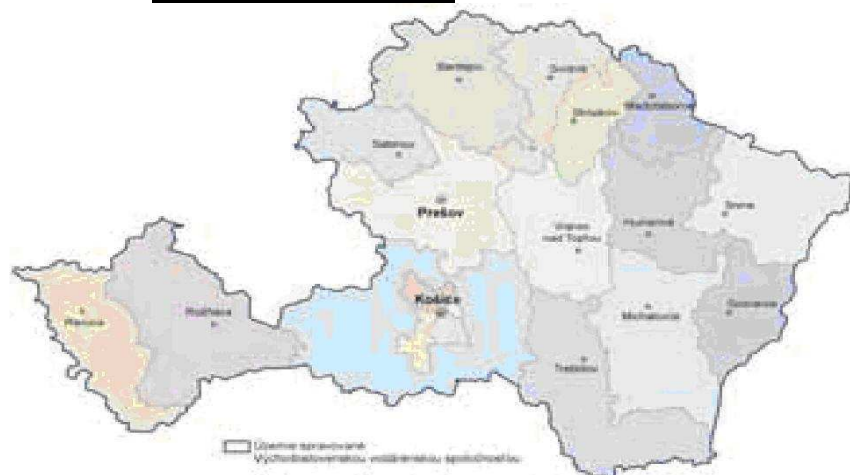 Bardejov
Svidník
Stropkov
Medzilaborce
Sabinov
Prešov
Vranov
nad Topľou
Humenné
Snina
Košice
Rožňava
Revúca
Michalovce
Sobrance
Trebišov
Územie spravované
Východoslovenskou vodárenskou spoločnosťou